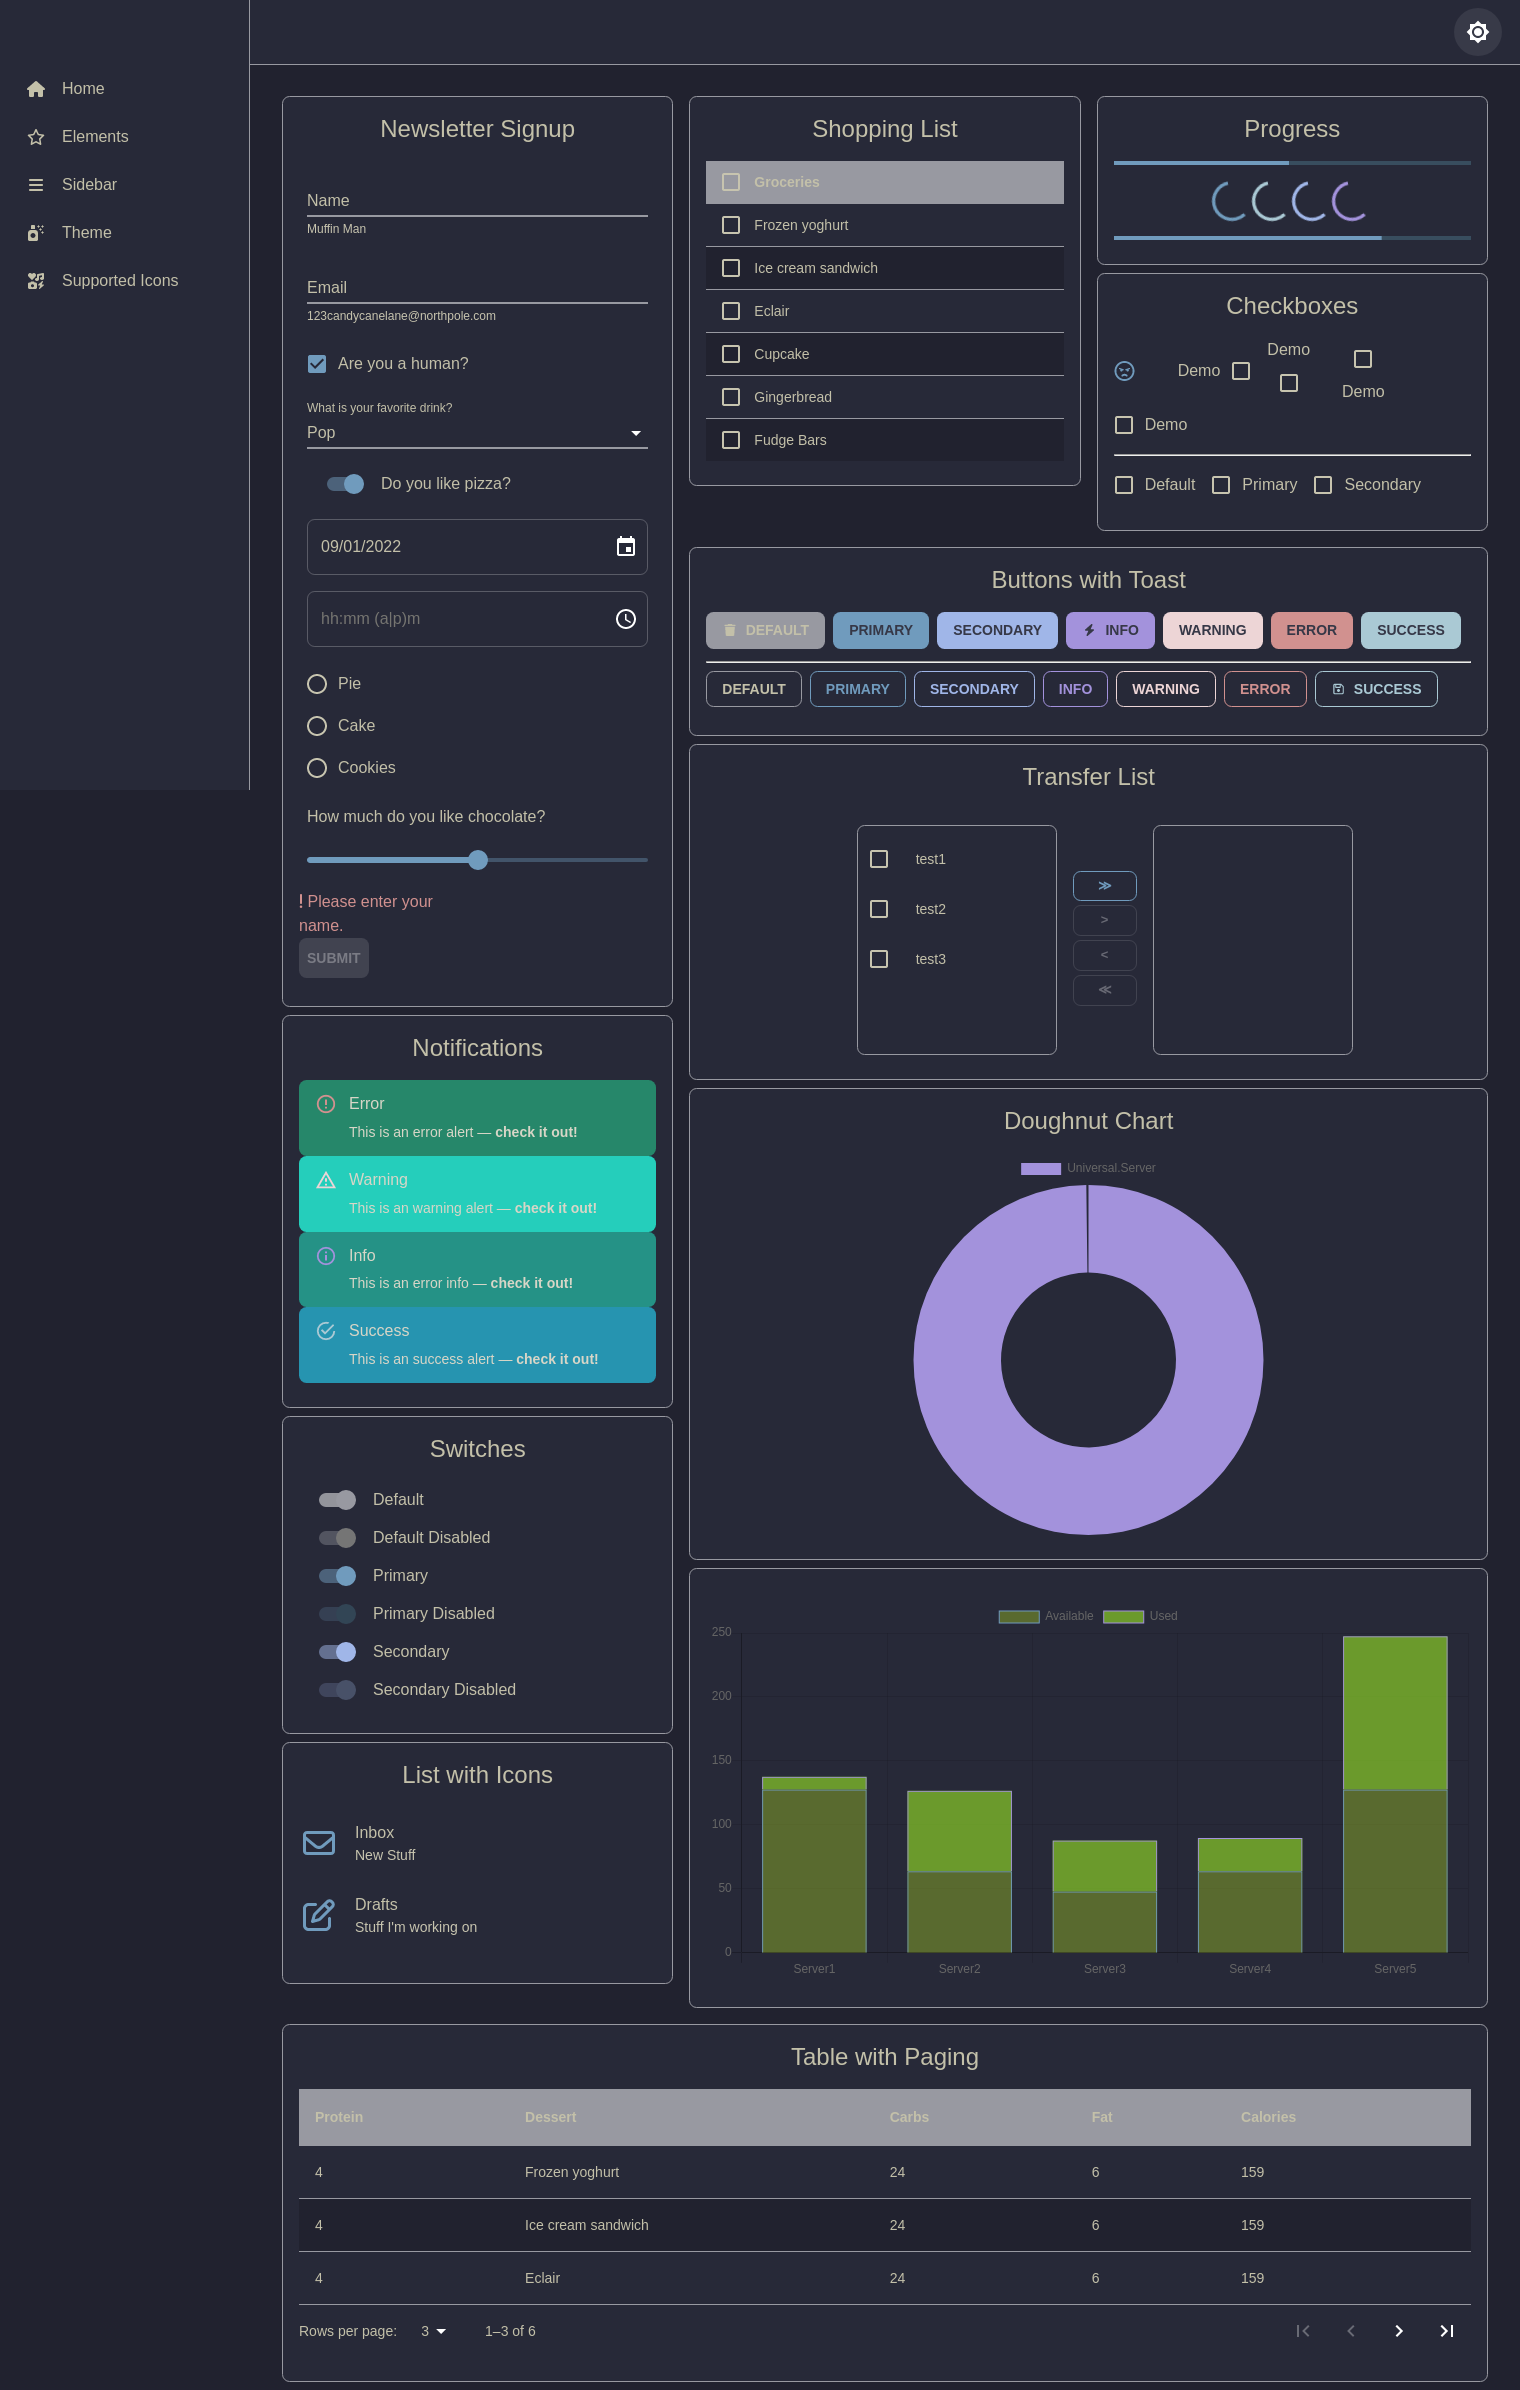 Home
Elements
Sidebar
Theme
Supported Icons
Newsletter Signup
Name
Muffin Man
Email
123candycanelane@northpole.com
Are you a human?
What is your favorite drink?
Pop
Do you like pizza?
09/01/2022
hh:mm (a|p)m
Pie
Cake
Cookies
How much do you like chocolate?
! Please enter your
name.
SUBMIT
Notifications
Error
This is an error alert — check it out!
Warning
This is an warning alert — check it out!
Info
This is an error info — check it out!
Success
This is an success alert — check it out!
Switches
Default
Default Disabled
Primary
Primary Disabled
Secondary
Secondary Disabled
List with Icons
Inbox
New Stuff
Drafts
Stuff I'm working on
Shopping List
Groceries
Frozen yoghurt
Ice cream sandwich
Eclair
Cupcake
Gingerbread
Fudge Bars
Progress
Checkboxes
Demo
Demo
Demo
Demo
Default Primary Secondary
Buttons with Toast
DEFAULT PRIMARY SECONDARY INFO WARNING ERROR SUCCESS
DEFAULT PRIMARY SECONDARY INFO WARNING ERROR SUCCESS
Transfer List
test1
test2
test3
≫
>
<
≪
Doughnut Chart
Universal.Server
Available Used
250
200
150
100
50
0
Server1 Server2 Server3 Server4 Server5
Table with Paging
Protein Dessert Carbs Fat Calories
4 Frozen yoghurt 24 6 159
4 Ice cream sandwich 24 6 159
4 Eclair 24 6 159
Rows per page: 3 1–3 of 6